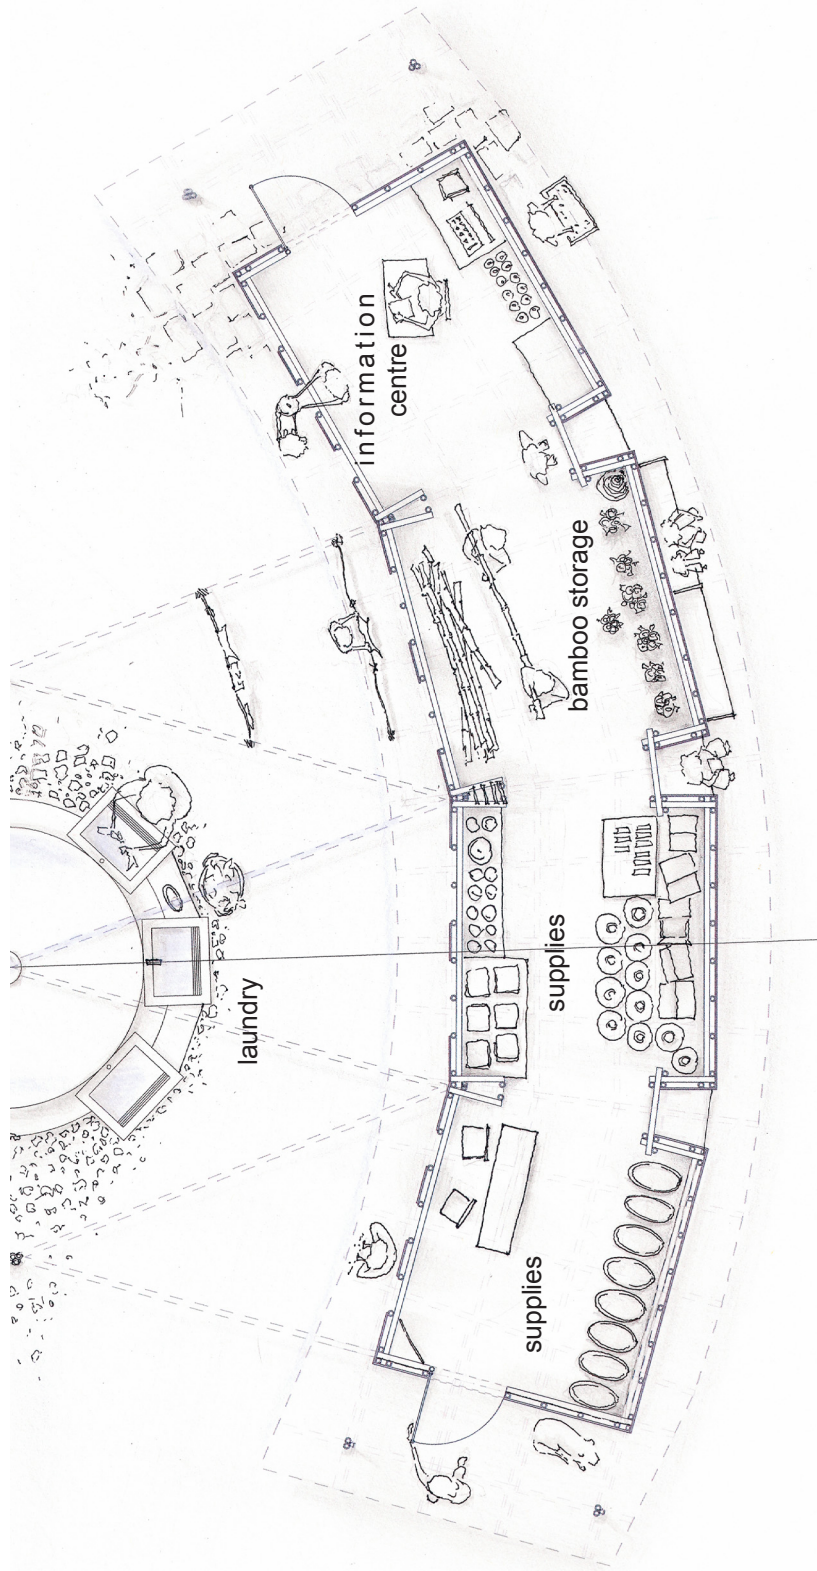 information
centre
bamboo storage
supplies
laundry
supplies